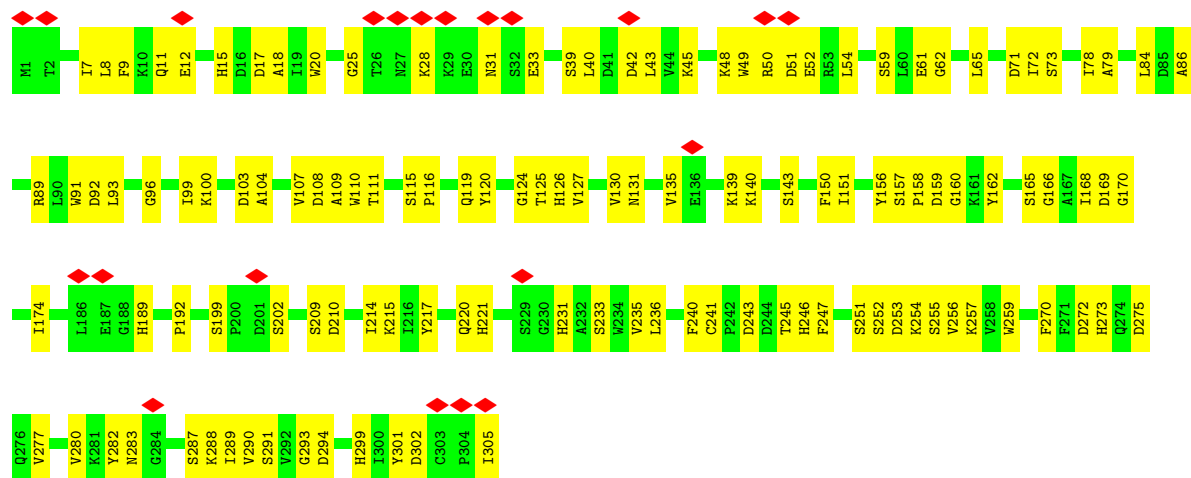 M1 T2 I7 L8 F9 K10 Q11 E12 H15 D16 D17 A18 I19 W20 G25 T26 N27 K28 K29 E30 N31 S32 E33 S39 L40 D41 D42 L43 V44 K45 K48 W49 R50 D51 E52 R53 L54 S59 L60 E61 G62 L65 D71 I72 S73 I78 A79 L84 D85 A86
R89 L90 W91 D92 L93 G96 I99 K100 D103 A104 V107 D108 A109 W110 T111 S115 P116 Q119 Y120 G124 T125 H126 V127 V130 N131 V135 E136 K139 K140 S143 F150 I151 Y156 S157 P158 D159 G160 K161 Y162 S165 G166 A167 I168 D169 G170
I174 L186 E187 G188 H189 P192 S199 P200 D201 S202 S209 D210 I214 K215 I216 Y217 Q220 H221 S229 G230 H231 A232 S233 W234 V235 L236 F240 C241 P242 D243 D244 T245 H246 F247 S251 S252 D253 K254 S255 V256 K257 V258 W259 F270 F271 D272 H273 Q274 D275
Q276 V277 V280 K281 Y282 N283 G284 S287 K288 I289 V290 S291 V292 G293 D294 H299 I300 Y301 D302 C303 P304 I305